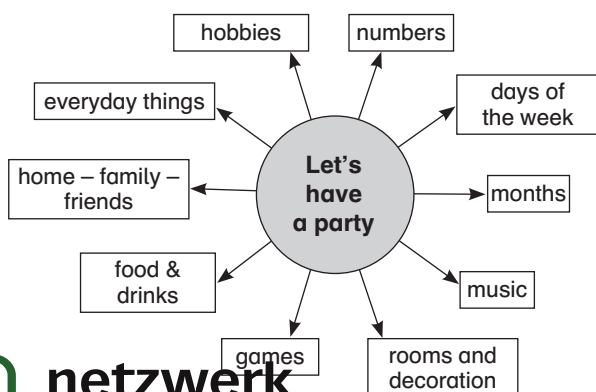 hobbies
numbers
everyday things
days of
the week
home – family –
friends
Let's
have
a party
months
food &
drinks
music
games
rooms and
decoration
netzwerk